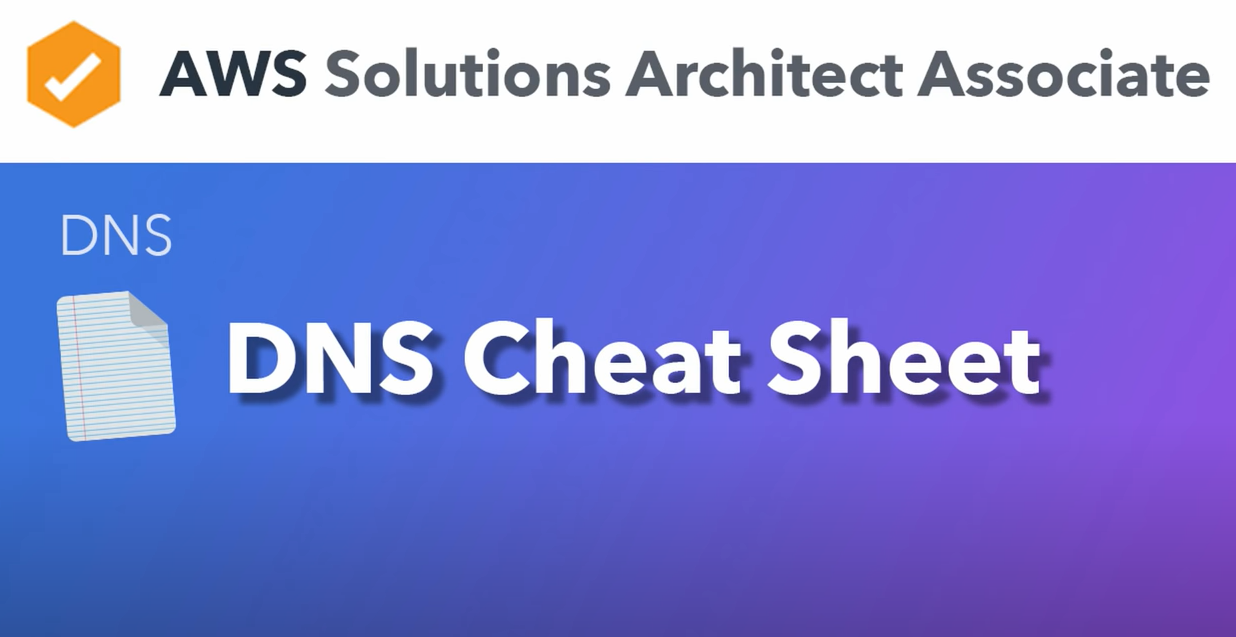 AWS Solutions Architect Associate
DNS
DNS Cheat Sheet